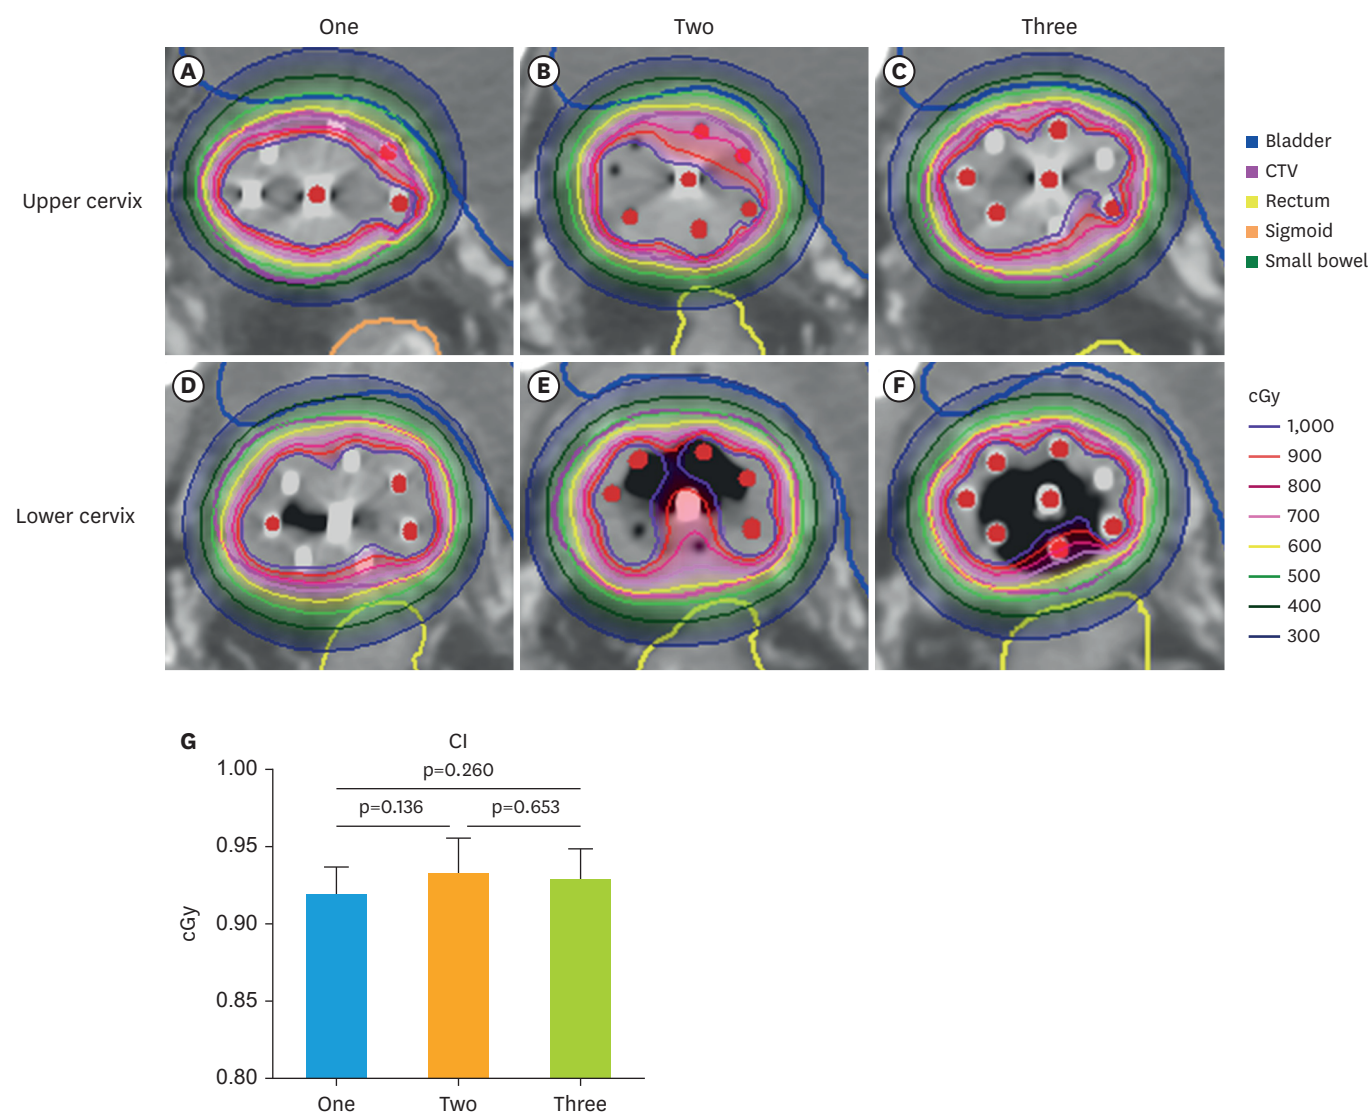 One Two Three
Upper cervix
A B C
Bladder
CTV
Rectum
Sigmoid
Small bowel
Lower cervix
D E F
cGy
1,000
900
800
700
600
500
400
300
G CI
p=0.260
p=0.136 p=0.653
cGy
1.00
0.95
0.90
0.85
0.80
One Two Three